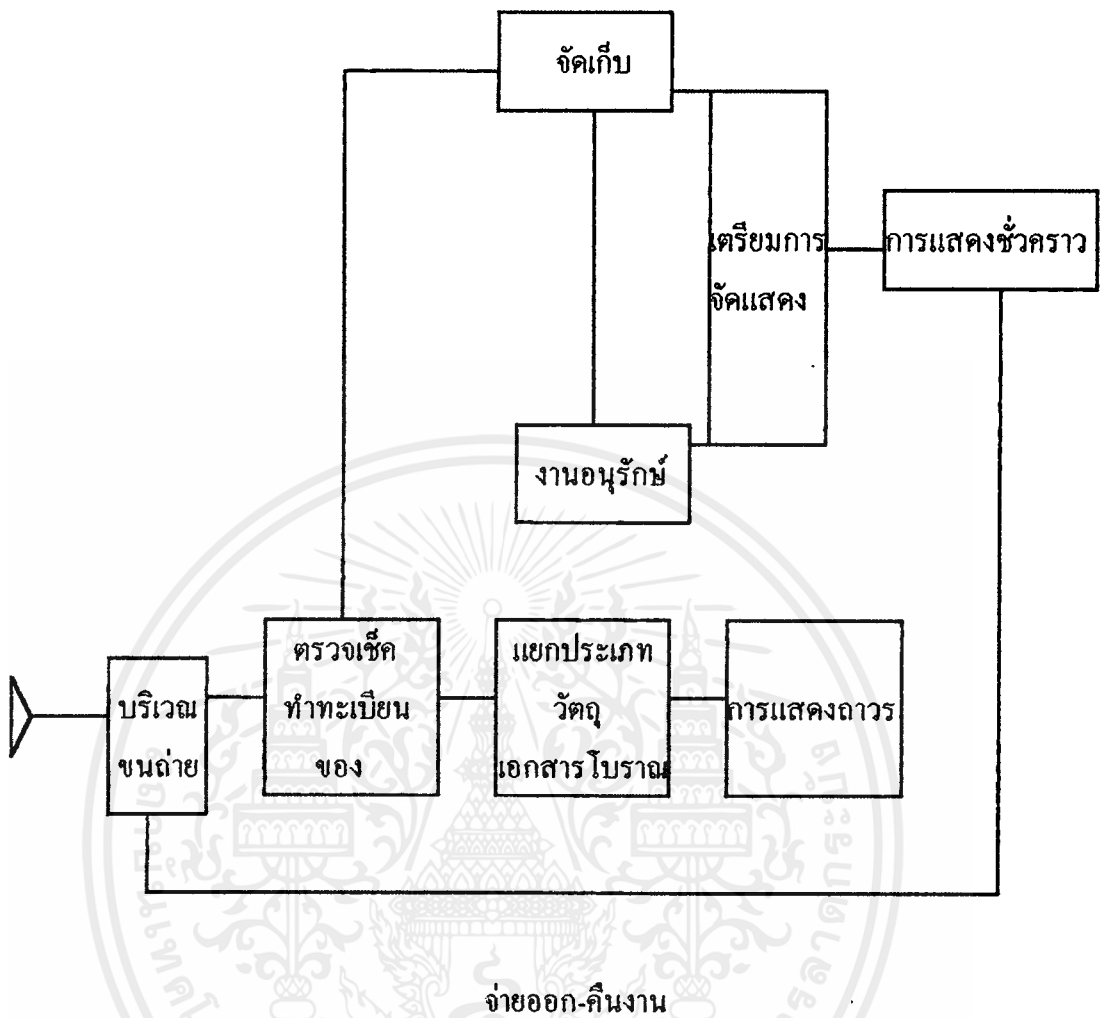 จัดเก็บ
เตรียมการ
จัดแสดง
การแสดงชั่วคราว
งานอนุรักษ์
บริเวณ
ขนถ่าย
ตรวจเช็ค
ทำทะเบียน
ของ
แยกประเภท
วัตถุ
เอกสารโบราณ
การแสดงถาวร
จ่ายออก-คืนงาน